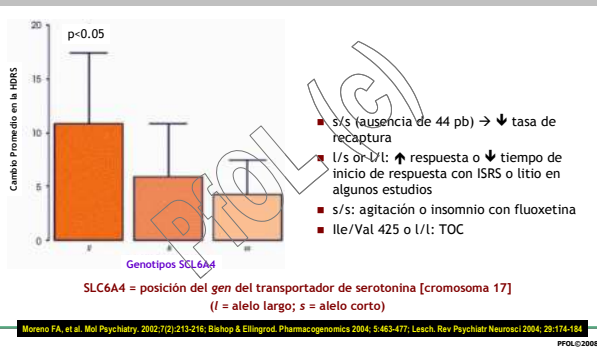 20
p<0.05
15
10
5
0
Cambio Promedio en la HDRS
ll
ls
ss
Genotipos SCL6A4
PfoL (c)
s/s (ausencia de 44 pb) → 🡻 tasa de
recaptura
l/s or l/l: 🡹 respuesta o 🡻 tiempo de
inicio de respuesta con ISRS o litio en
algunos estudios
s/s: agitación o insomnio con fluoxetina
Ile/Val 425 o l/l: TOC
SLC6A4 = posición del gen del transportador de serotonina [cromosoma 17]
(l = alelo largo; s = alelo corto)
Moreno FA, et al. Mol Psychiatry. 2002;7(2):213-216; Bishop & Ellingrod. Pharmacogenomics 2004; 5:463-477; Lesch. Rev Psychiatr Neurosci 2004; 29:174-184
PFOL©2008